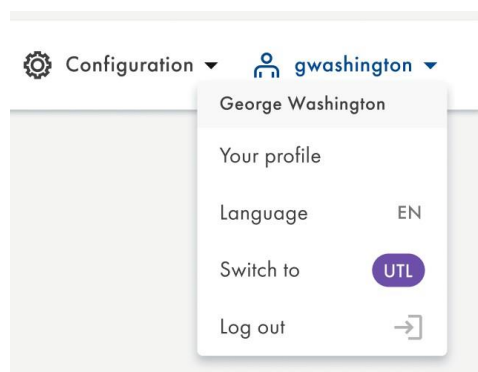 Configuration gwashington
George Washington
Your profile
Language EN
Switch to UTL
Log out